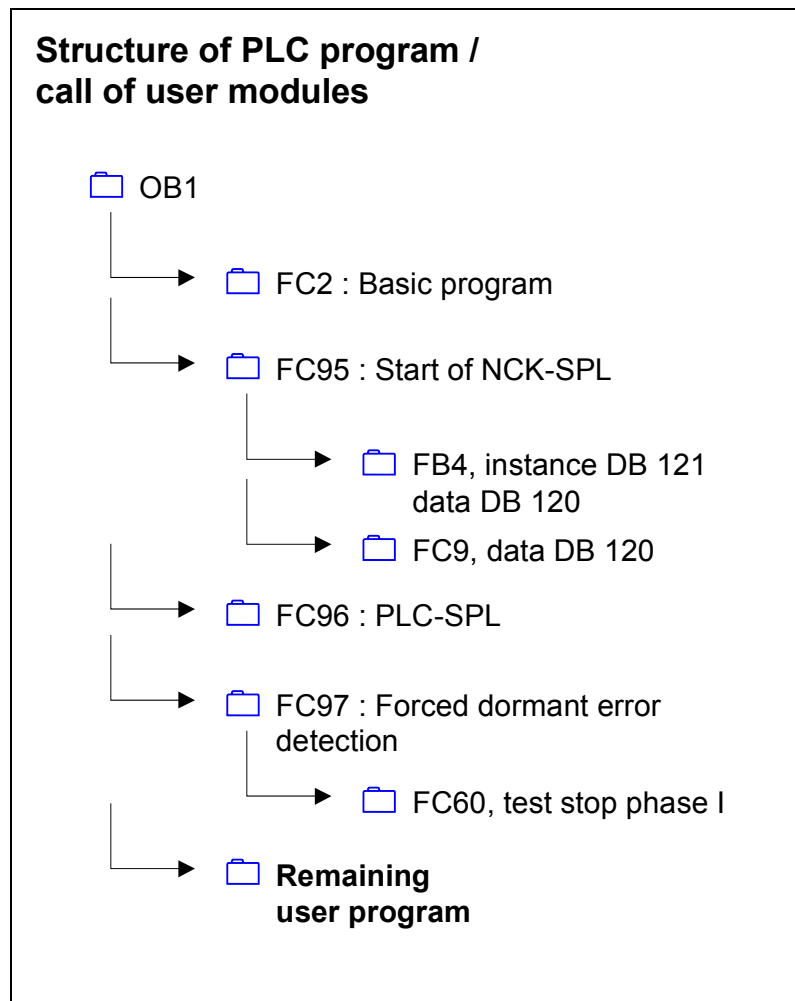 Structure of PLC program /
call of user modules
OB1
FC2 : Basic program
FC95 : Start of NCK-SPL
FB4, instance DB 121
data DB 120
FC9, data DB 120
FC96 : PLC-SPL
FC97 : Forced dormant error
detection
FC60, test stop phase I
Remaining
user program